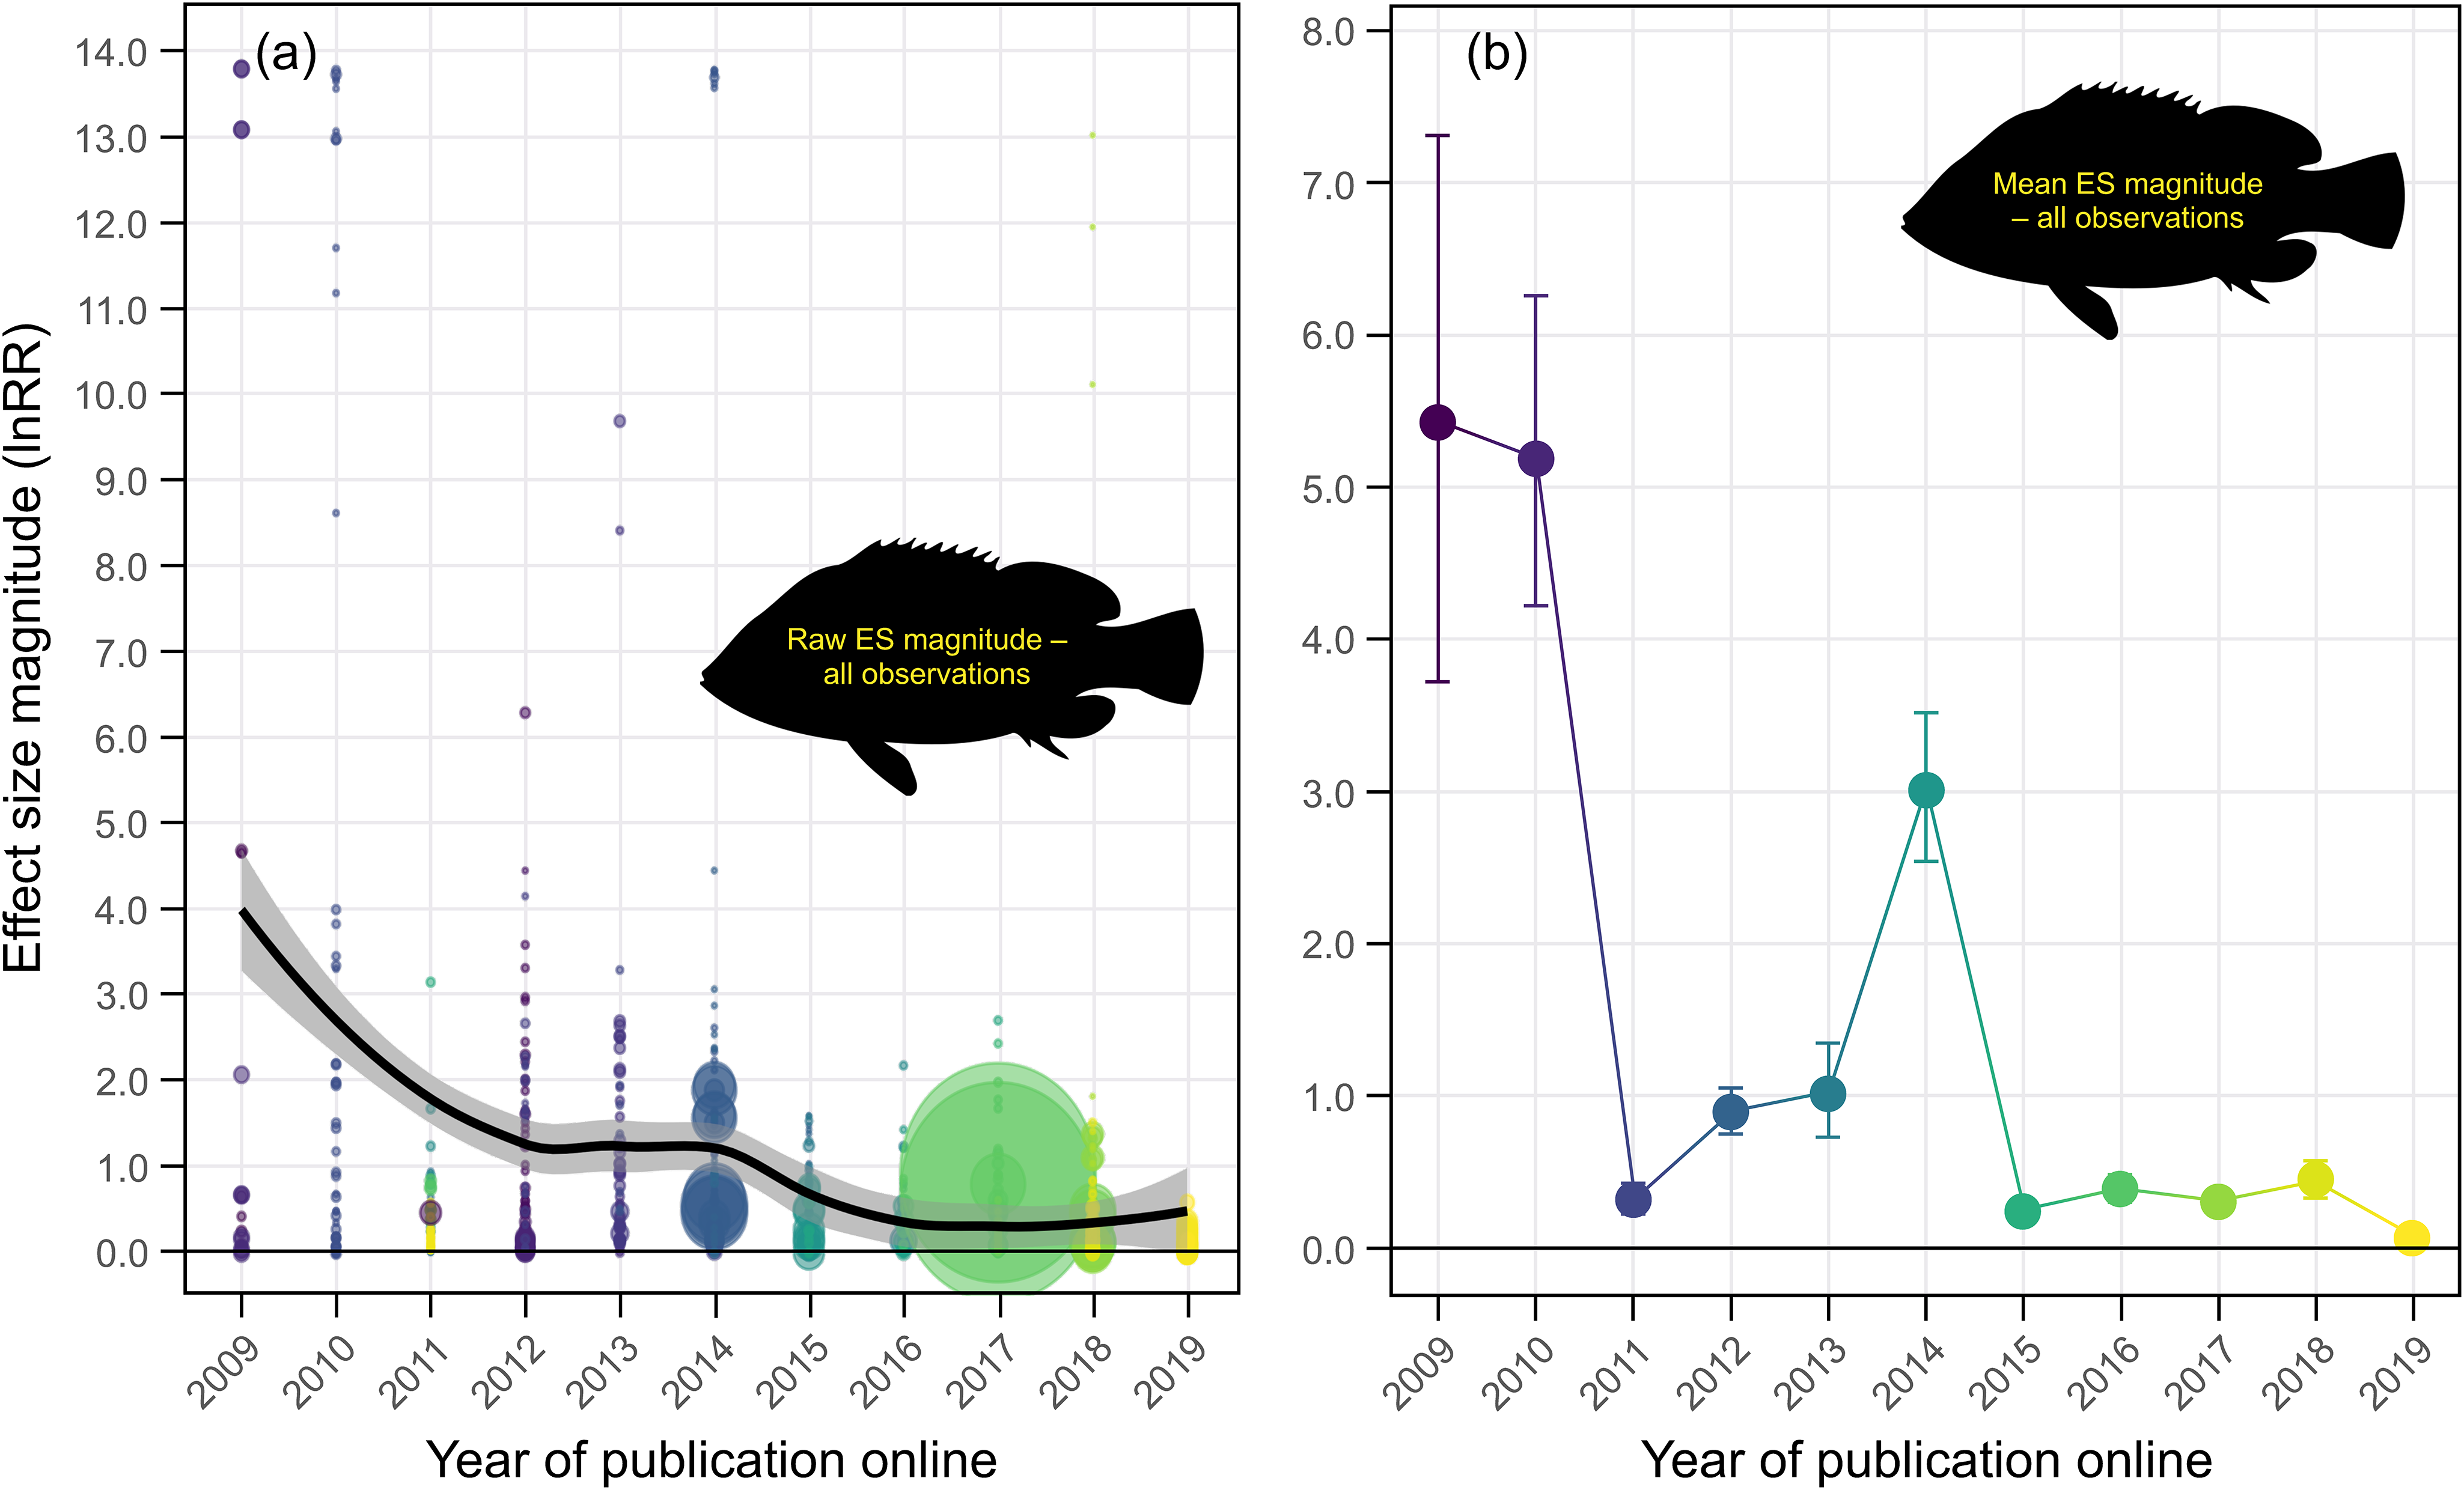 Effect size magnitude (lnRR)
(a)
14.0
13.0
12.0
11.0
10.0
9.0
8.0
7.0
6.0
5.0
4.0
3.0
2.0
1.0
0.0
Raw ES magnitude –
all observations
2009 2010 2011 2012 2013 2014 2015 2016 2017 2018 2019
Year of publication online
(b)
8.0
7.0
6.0
5.0
4.0
3.0
2.0
1.0
0.0
Mean ES magnitude
– all observations
2009 2010 2011 2012 2013 2014 2015 2016 2017 2018 2019
Year of publication online